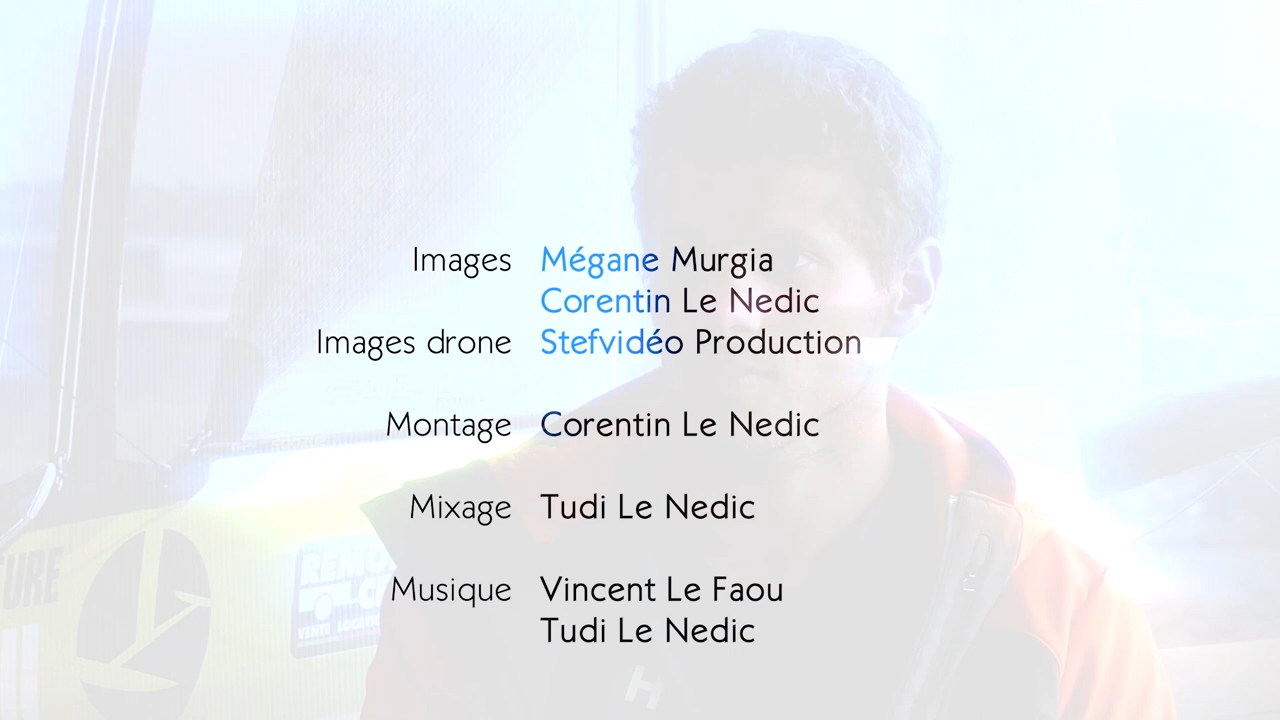 Images Mégane Murgia
Corentin Le Nedic
Images drone Stefvidéo Production
Montage Corentin Le Nedic
Mixage Tudi Le Nedic
Musique Vincent Le Faou
Tudi Le Nedic
H